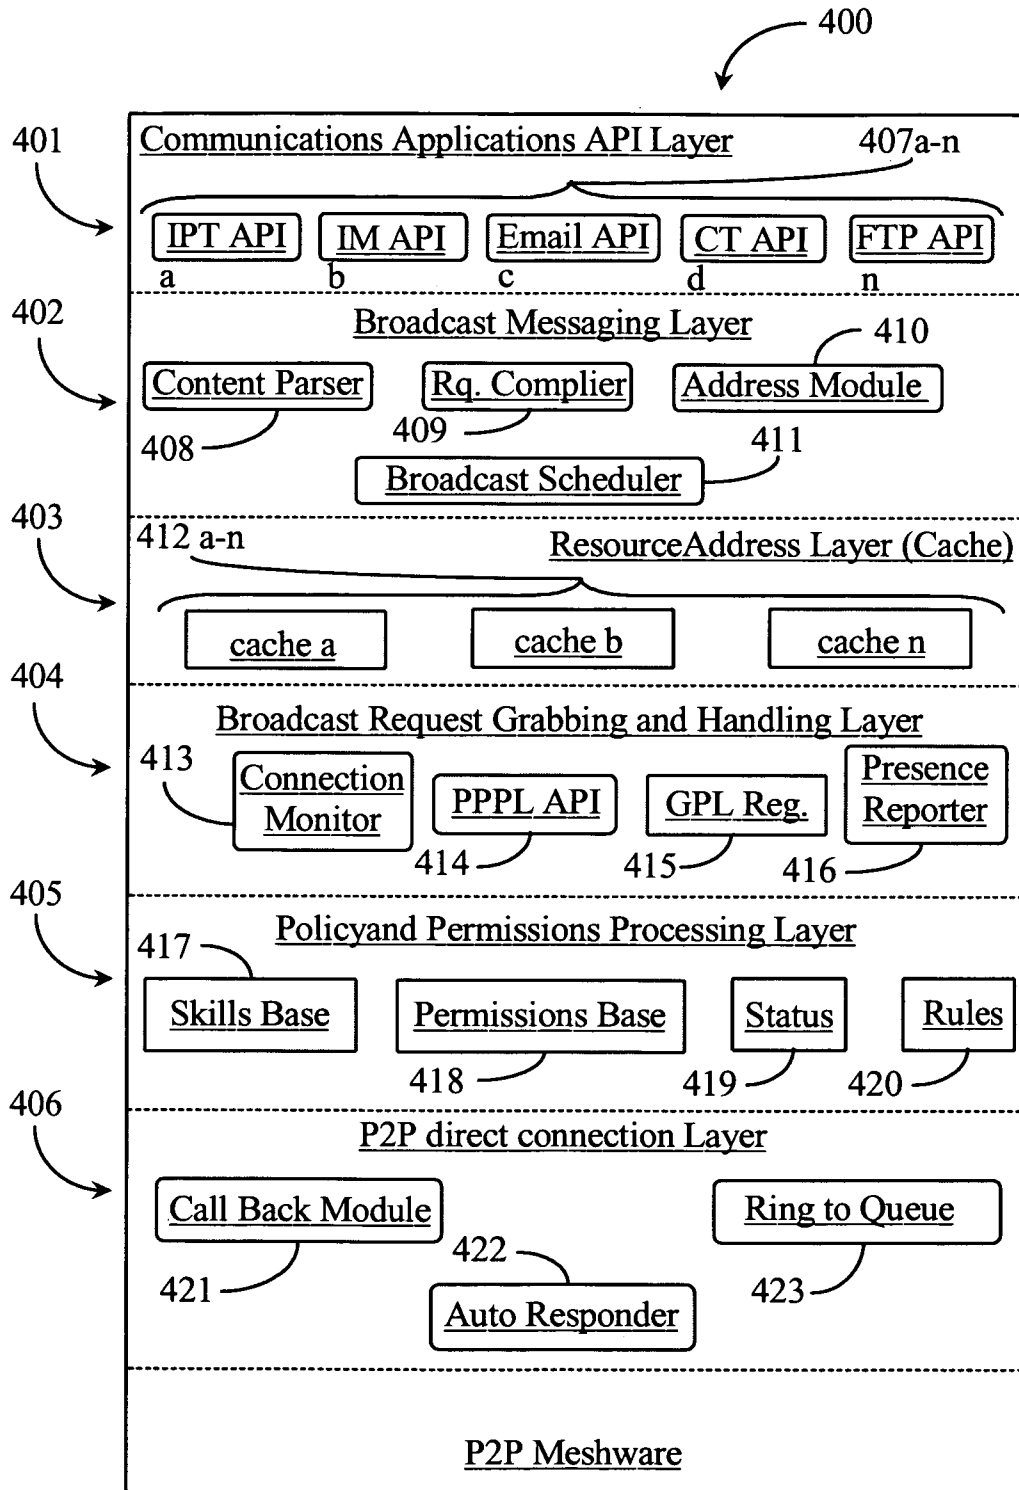 400
401
Communications Applications API Layer
407a-n
IPT API
IM API
Email API
CT API
FTP API
a
b
c
d
n
402
Broadcast Messaging Layer
410
Content Parser
Rq. Complier
Address Module
408
409
411
Broadcast Scheduler
403
412 a-n
ResourceAddress Layer (Cache)
cache a
cache b
cache n
404
Broadcast Request Grabbing and Handling Layer
413
Connection
Monitor
PPPL API
GPL Reg.
Presence
Reporter
414
415
416
405
Policyand Permissions Processing Layer
417
Skills Base
Permissions Base
Status
Rules
418
419
420
406
P2P direct connection Layer
Call Back Module
Ring to Queue
421
422
423
Auto Responder
P2P Meshware